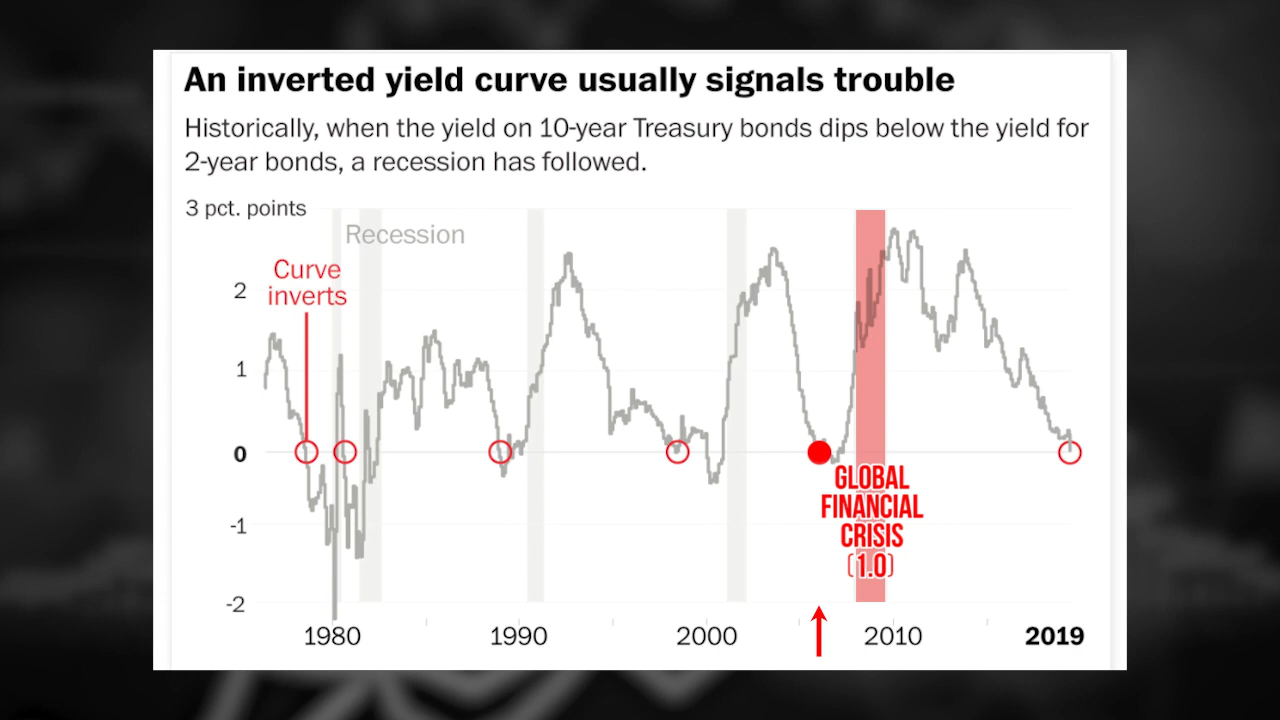 An inverted yield curve usually signals trouble
Historically, when the yield on 10-year Treasury bonds dips below the yield for
2-year bonds, a recession has followed.
3 pct. points
Recession
Curve
inverts
2
1
0
-1
-2
GLOBAL
FINANCIAL
CRISIS
(1.0)
1980
1990
2000
2010
2019